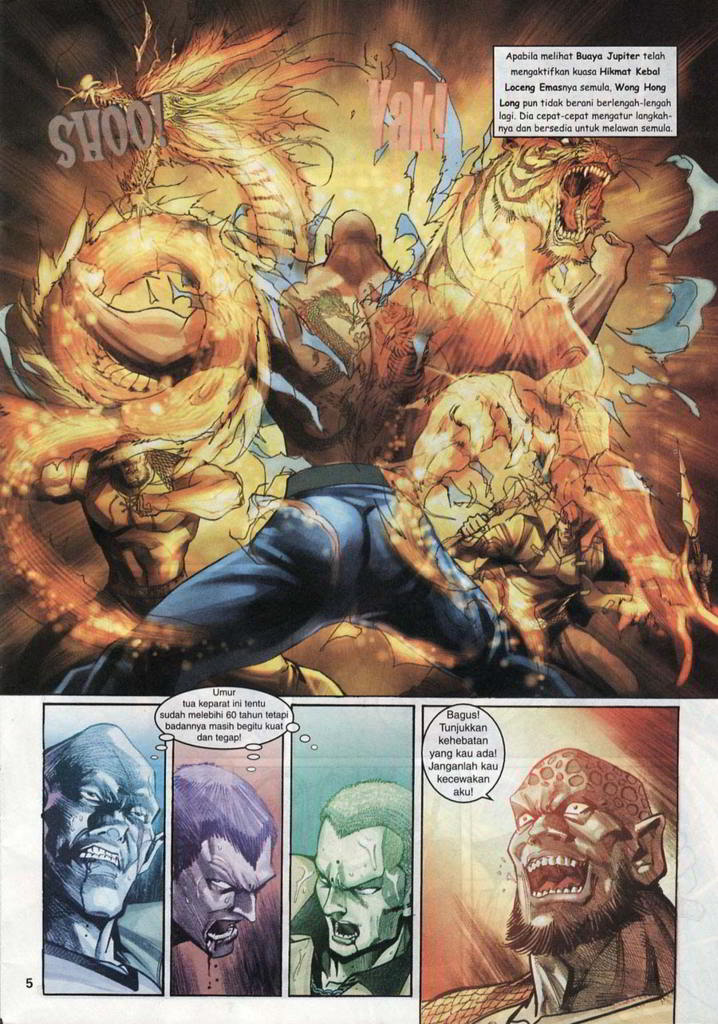 Apabila melihat Buaya Jupiter telah
mengaktifkan kuasa Hikmat Kebal
Loceng Emasnya semula, Wong Hong
Long pun tidak berani berlengah-lengah
lagi. Dia cepat-cepat mengatur langkah-
nya dan bersedia untuk melawan semula.
SHOO!
Yak!
Umur
tua keparat ini tentu
sudah melebihi 60 tahun tetapi
badannya masih begitu kuat
dan tegap!
Bagus!
Tunjukkan
kehebatan
yang kau ada!
Janganlah kau
kecewakan
aku!
5